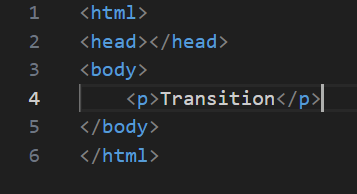 1 <html>
2 <head></head>
3 <body>
4     <p>Transition</p>
5 </body>
6 </html>